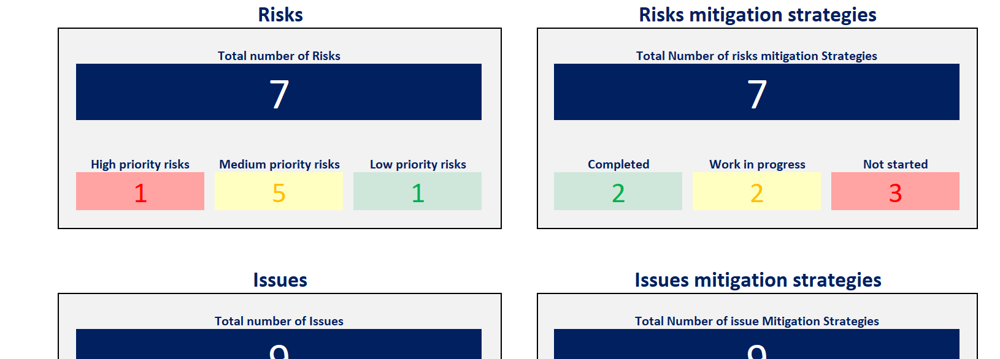 Risks
Total number of Risks
7
High priority risks
Medium priority risks
Low priority risks
1
5
1
Risks mitigation strategies
Total Number of risks mitigation Strategies
7
Completed
Work in progress
Not started
2
2
3
Issues
Total number of Issues
9
Issues mitigation strategies
Total Number of issue Mitigation Strategies
9